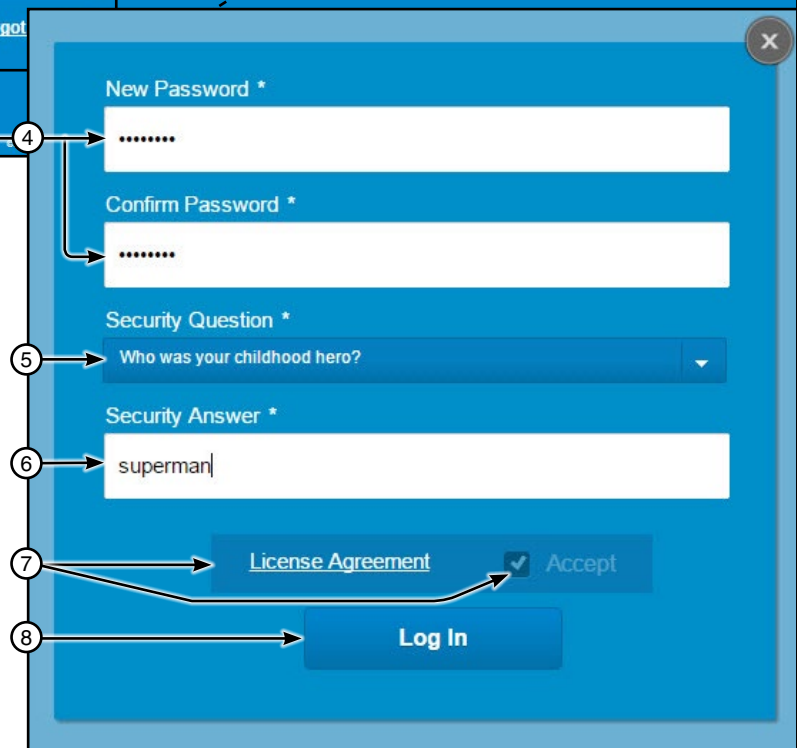 got
New Password *
••••••••
4
Confirm Password *
••••••••
Security Question *
5
Who was your childhood hero?
Security Answer *
6
superman
7
License Agreement
Accept
8
Log In